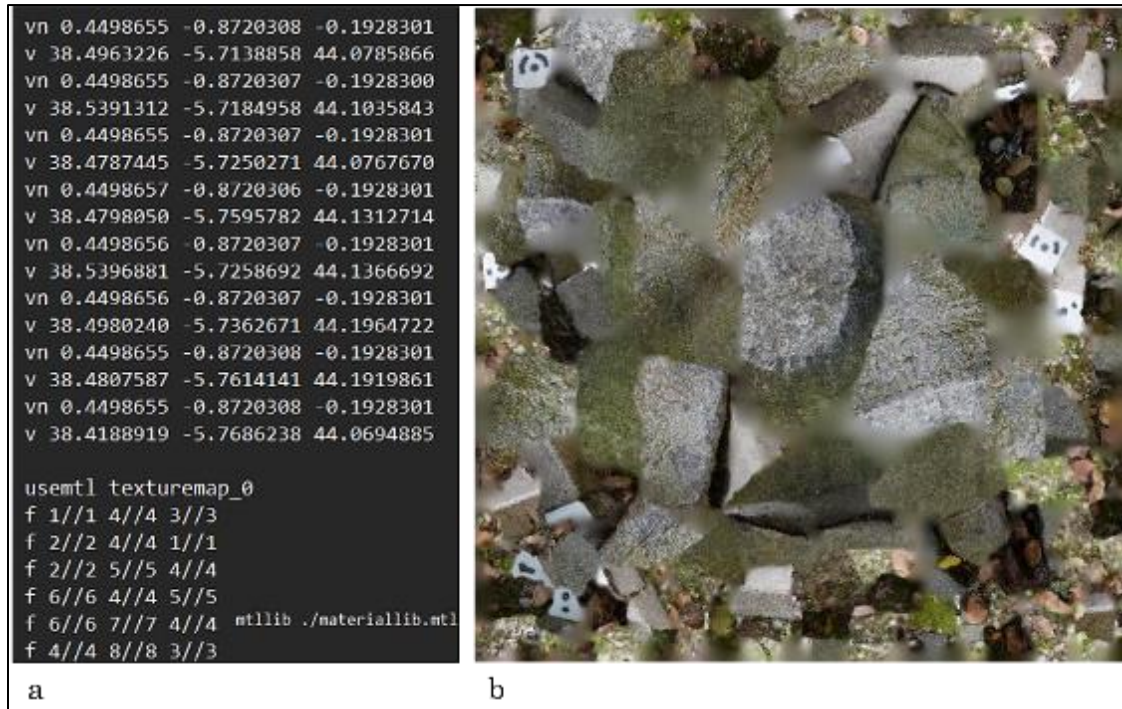 vn 0.4498655 -0.8720308 -0.1928301
v 38.4963226 -5.7138858 44.0785866
vn 0.4498655 -0.8720307 -0.1928300
v 38.5391312 -5.7184958 44.1035843
vn 0.4498655 -0.8720307 -0.1928301
v 38.4787445 -5.7250271 44.0767670
vn 0.4498657 -0.8720306 -0.1928301
v 38.4798050 -5.7595782 44.1312714
vn 0.4498656 -0.8720307 -0.1928301
v 38.5396881 -5.7258692 44.1366692
vn 0.4498656 -0.8720307 -0.1928301
v 38.4980240 -5.7362671 44.1964722
vn 0.4498655 -0.8720308 -0.1928301
v 38.4807587 -5.7614141 44.1919861
vn 0.4498655 -0.8720308 -0.1928301
v 38.4188919 -5.7686238 44.0694885
usemtl texturemap_0
f 1//1 4//4 3//3
f 2//2 4//4 1//1
f 2//2 5//5 4//4
f 6//6 4//4 5//5
f 6//6 7//7 4//4 mtllib ./materiallib.mtl
f 4//4 8//8 3//3
a
b